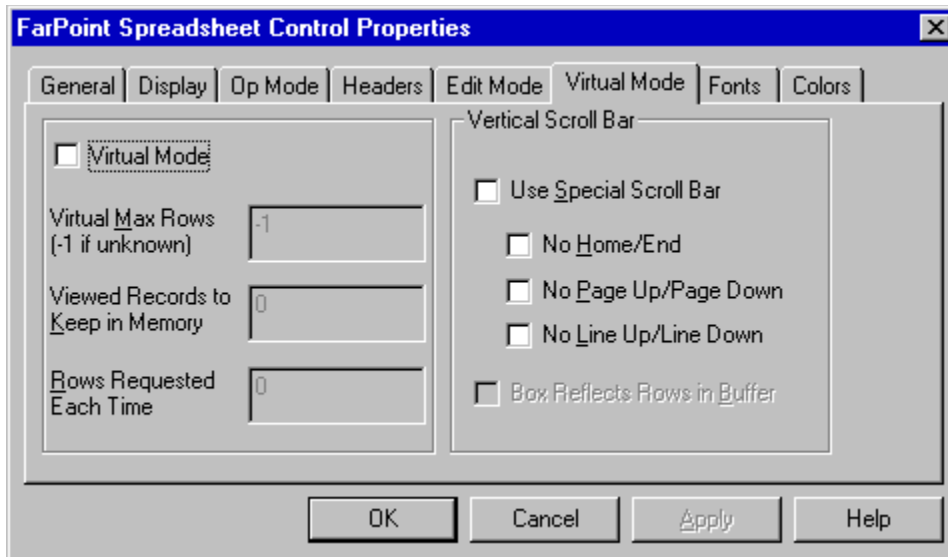 FarPoint Spreadsheet Control Properties
General Display Op Mode Headers Edit Mode Virtual Mode Fonts Colors
Virtual Mode
Virtual Max Rows
(-1 if unknown)
-1
Viewed Records to
Keep in Memory
0
Rows Requested
Each Time
0
Vertical Scroll Bar
Use Special Scroll Bar
No Home/End
No Page Up/Page Down
No Line Up/Line Down
Box Reflects Rows in Buffer
OK Cancel Apply Help